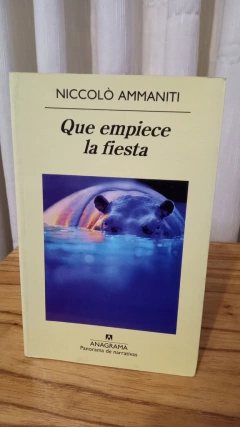 NICCOLÒ AMMANITI
Que empiece
la fiesta
ANAGRAMA
Panorama de narrativas